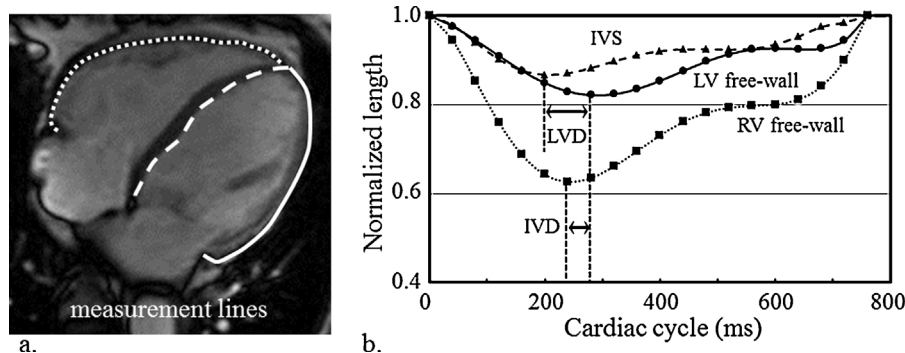 measurement lines
a.
Normalized length
1.0
0.8
0.6
0.4
IVS
LV free-wall
LVD
RV free-wall
IVD
0 200 400 600 800
Cardiac cycle (ms)
b.